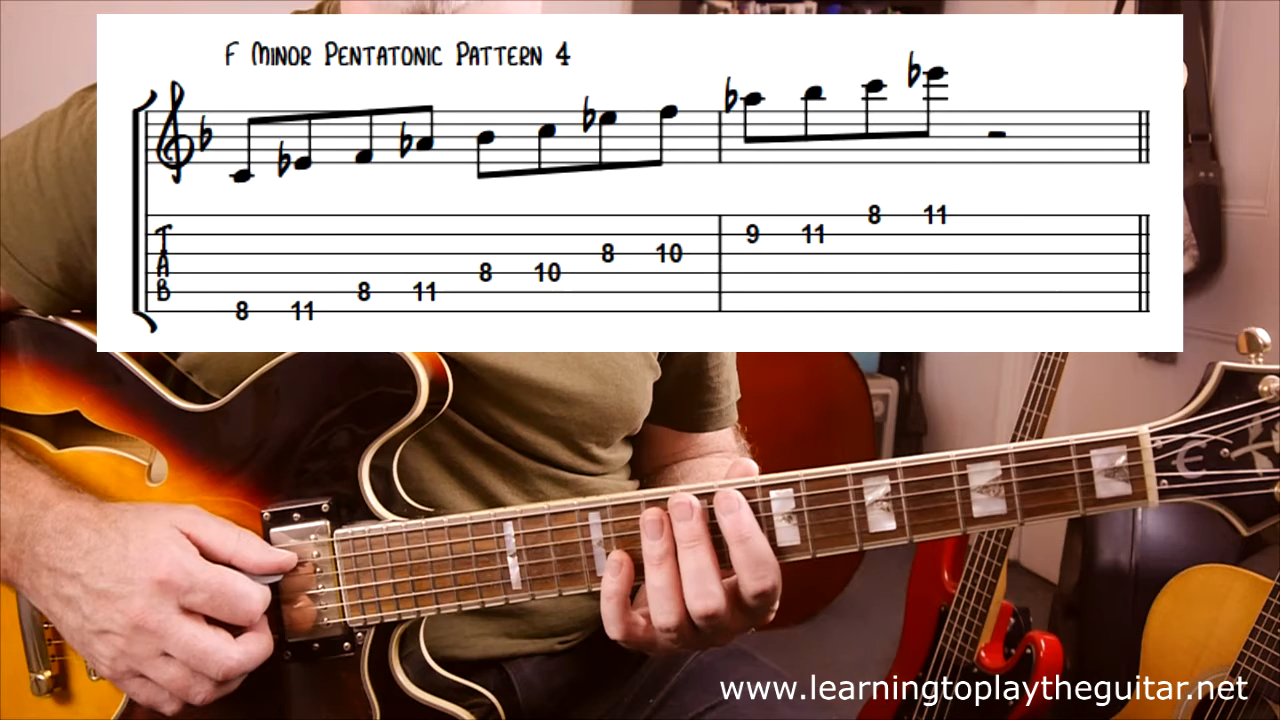 F Minor Pentatonic Pattern 4
T
A
B
8 11 8 11 8 10 8 10 9 11 8 11
www.learningtoplaytheguitar.net